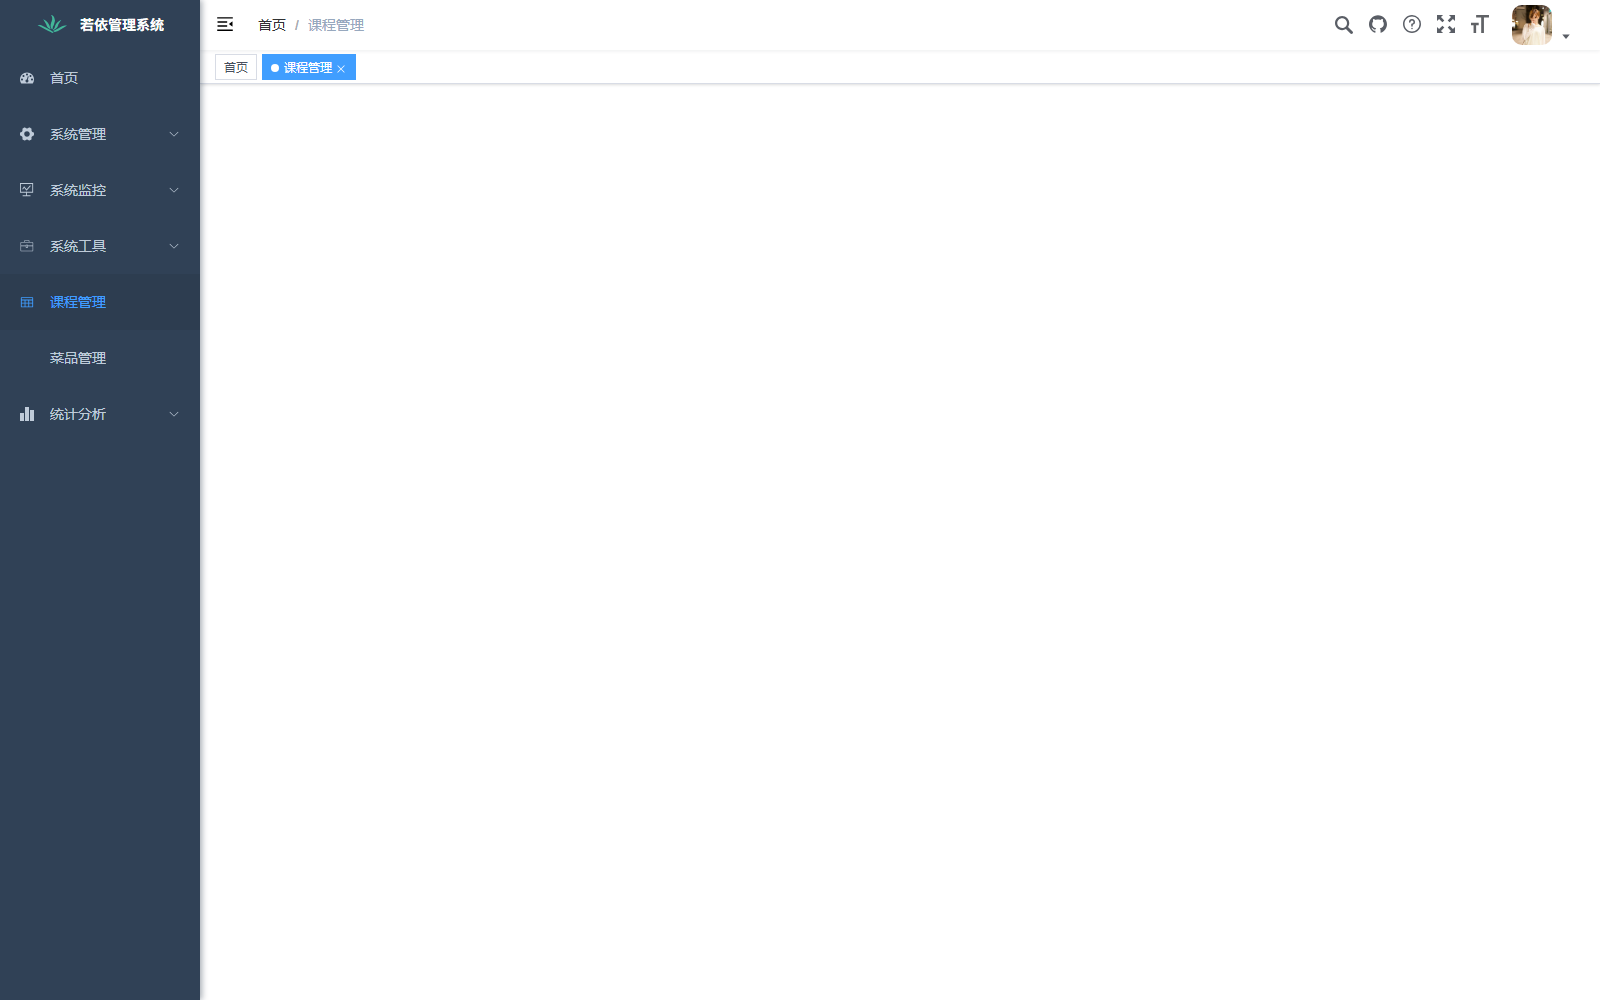 若依管理系统
首页
系统管理
系统监控
系统工具
课程管理
菜品管理
统计分析
首页 / 课程管理
首页
课程管理